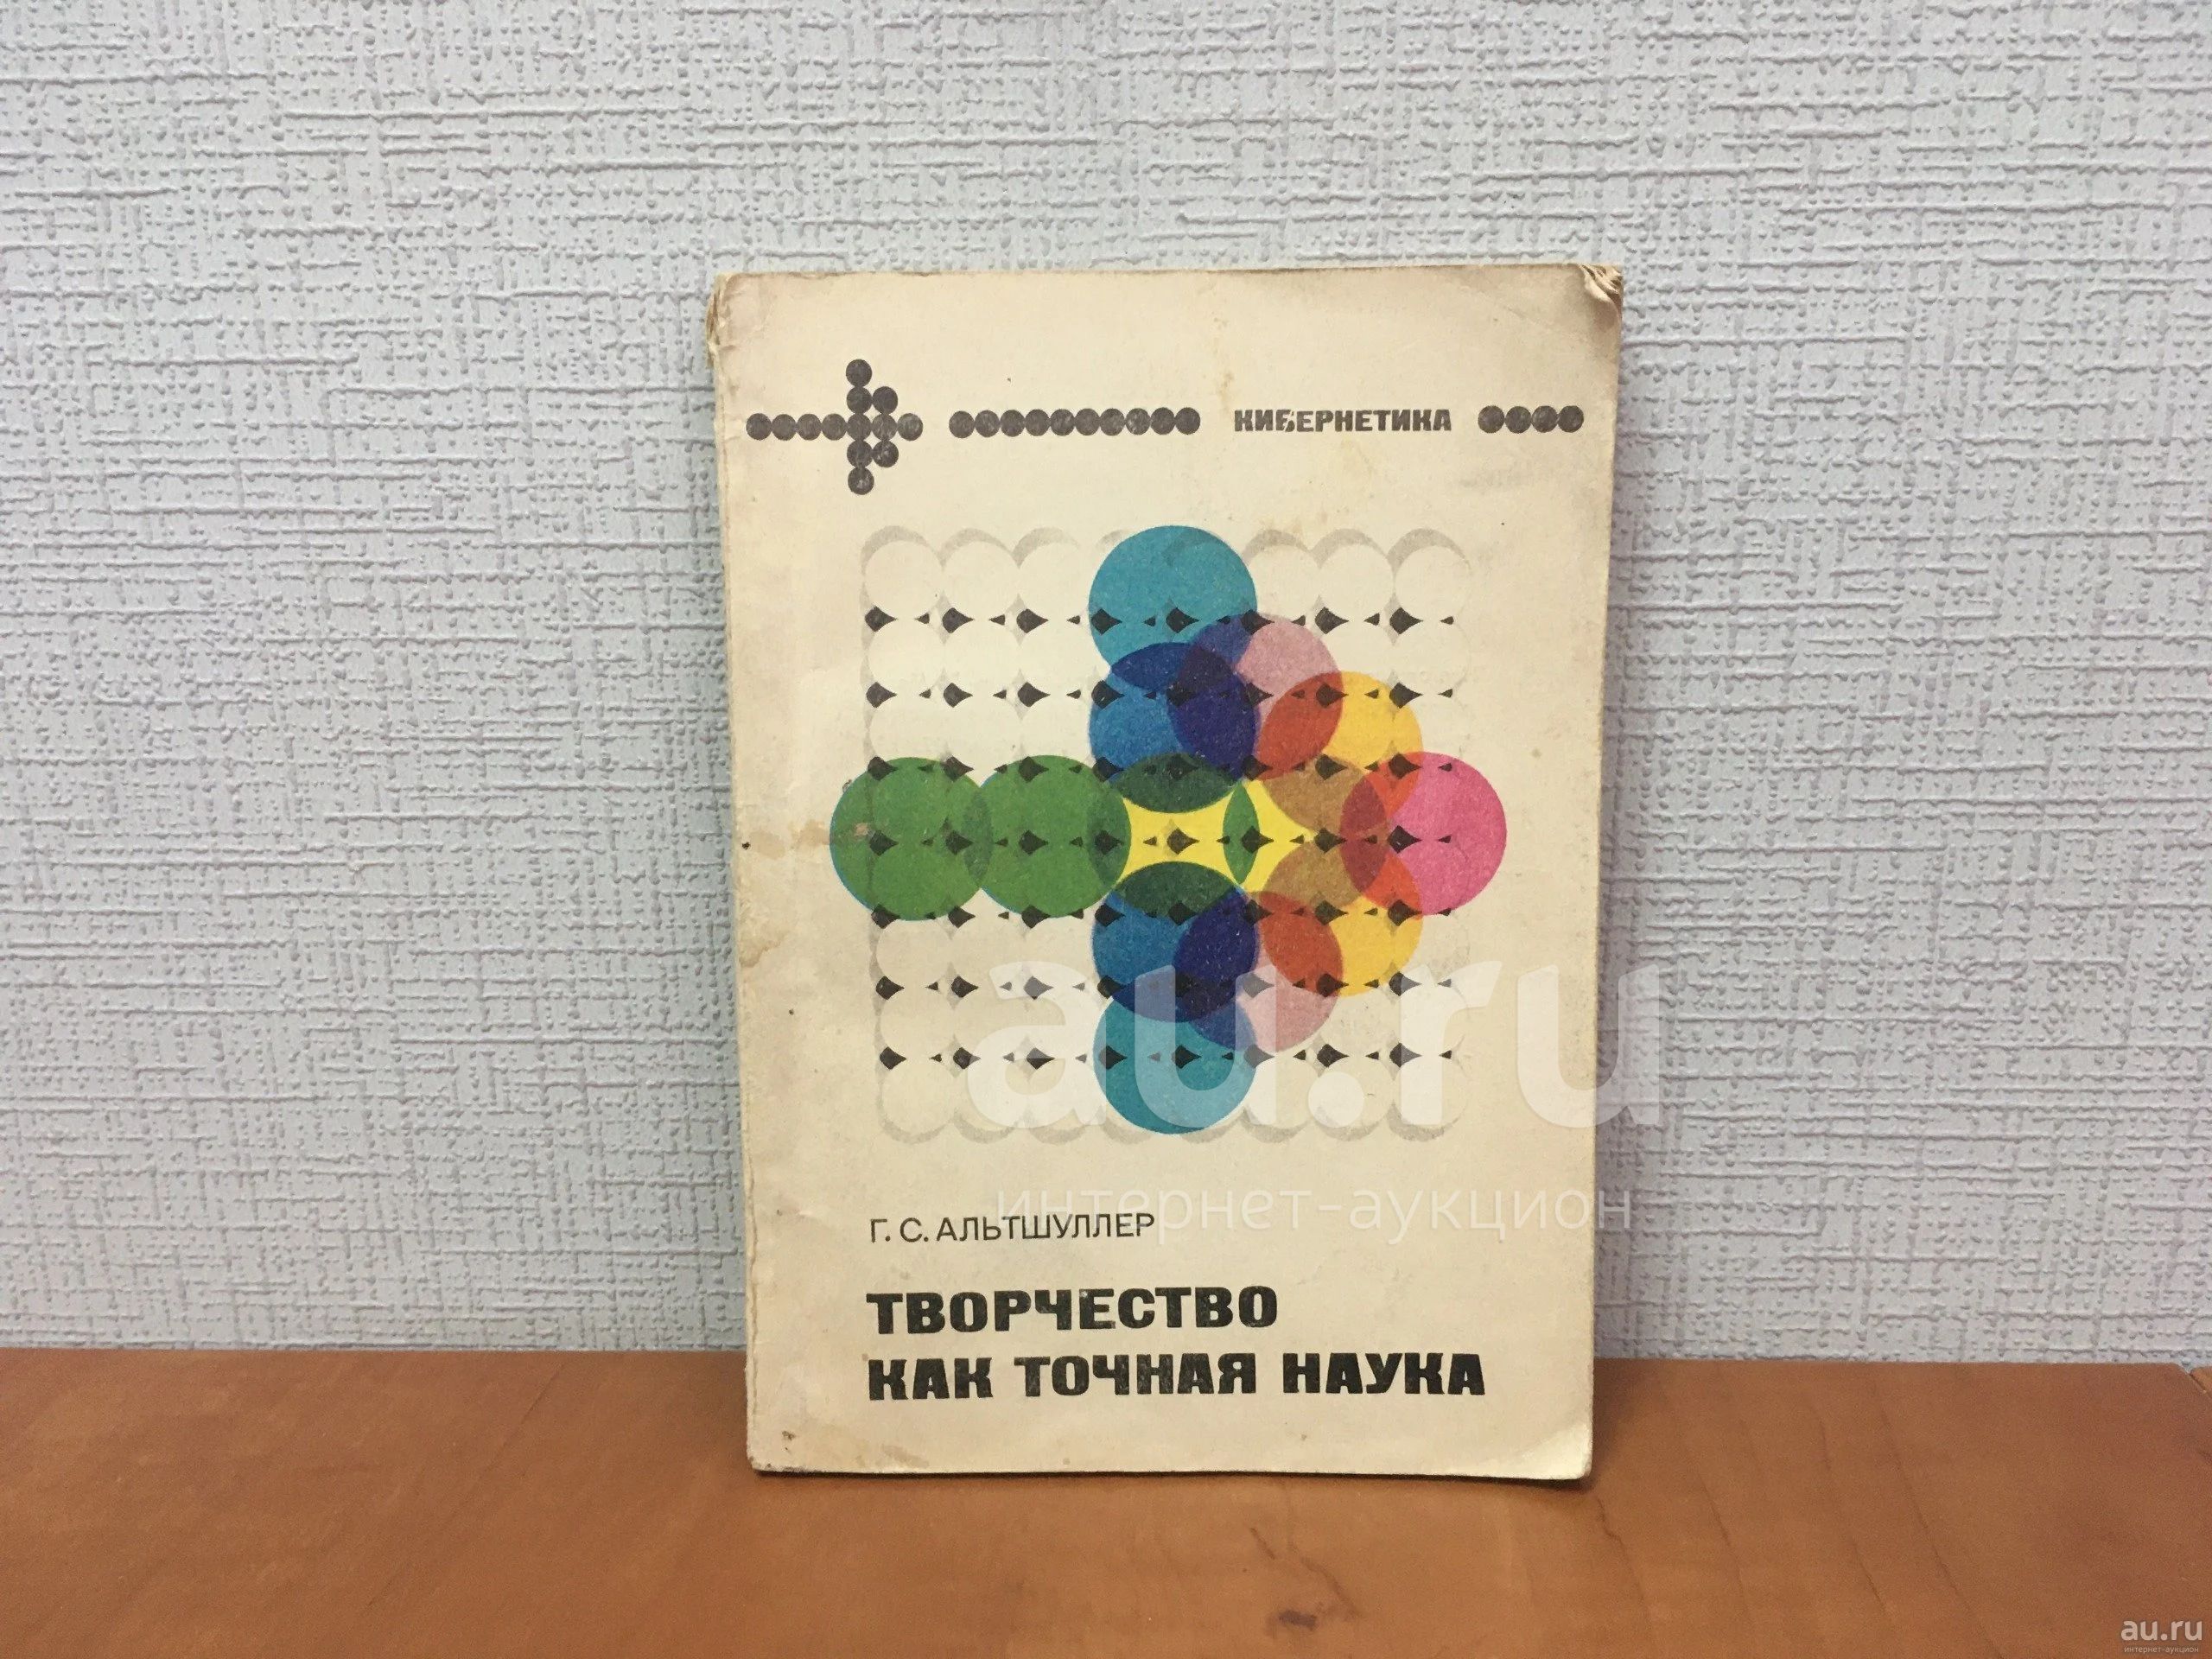 КИБЕРНЕТИКА
au.ru
интернет-аукцион
Г. С. АЛЬТШУЛЛЕР
ТВОРЧЕСТВО
КАК ТОЧНАЯ НАУКА
au.ru
интернет-аукцион